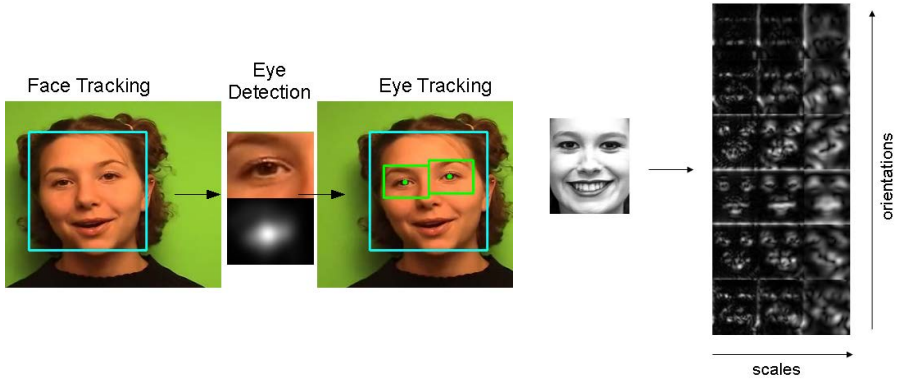 Face Tracking
Eye
Detection
Eye Tracking
orientations
scales